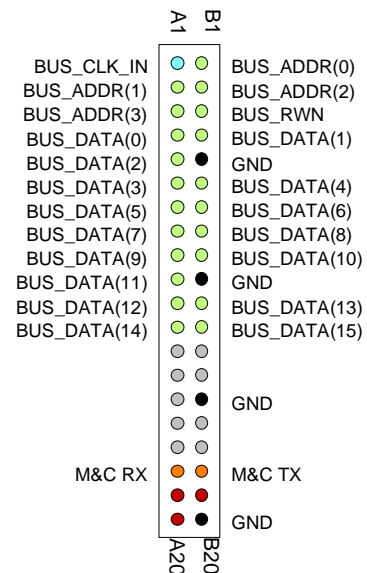 A1 B1
BUS_CLK_IN BUS_ADDR(0)
BUS_ADDR(1) BUS_ADDR(2)
BUS_ADDR(3) BUS_RWN
BUS_DATA(0) BUS_DATA(1)
BUS_DATA(2) GND
BUS_DATA(3) BUS_DATA(4)
BUS_DATA(5) BUS_DATA(6)
BUS_DATA(7) BUS_DATA(8)
BUS_DATA(9) BUS_DATA(10)
BUS_DATA(11) GND
BUS_DATA(12) BUS_DATA(13)
BUS_DATA(14) BUS_DATA(15)
GND
M&C RX M&C TX
GND
A20 B20